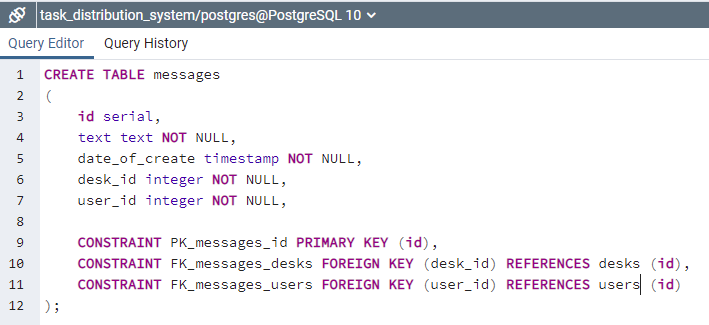 task_distribution_system/postgres@PostgreSQL 10
Query Editor Query History
1 CREATE TABLE messages
2 (
3 id serial,
4 text text NOT NULL,
5 date_of_create timestamp NOT NULL,
6 desk_id integer NOT NULL,
7 user_id integer NOT NULL,
8
9 CONSTRAINT PK_messages_id PRIMARY KEY (id),
10 CONSTRAINT FK_messages_desks FOREIGN KEY (desk_id) REFERENCES desks (id),
11 CONSTRAINT FK_messages_users FOREIGN KEY (user_id) REFERENCES users (id)
12 );